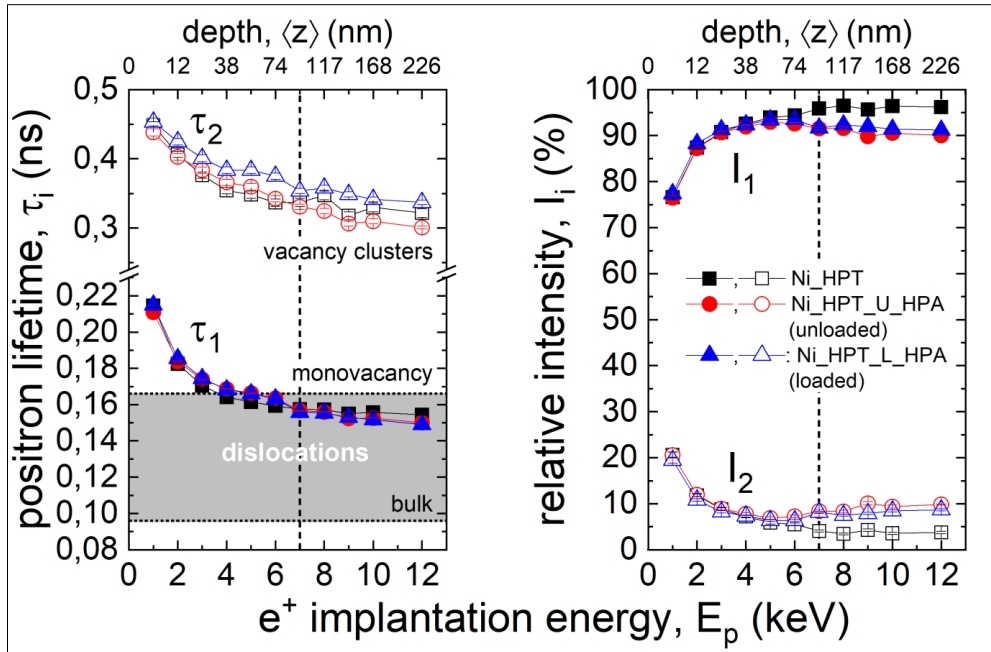 depth, ⟨z⟩ (nm)
0 12 38 74 117 168 226
positron lifetime, τi (ns)
0,5
0,4
0,3
0,22
0,20
0,18
0,16
0,14
0,12
0,10
0,08
τ2
vacancy clusters
τ1
monovacancy
dislocations
bulk
0 2 4 6 8 10 12
depth, ⟨z⟩ (nm)
0 12 38 74 117 168 226
relative intensity, Ii (%)
100
90
80
70
60
50
40
30
20
10
0
I1
Ni_HPT
Ni_HPT_U_HPA
(unloaded)
: Ni_HPT_L_HPA
(loaded)
I2
0 2 4 6 8 10 12
e+ implantation energy, Ep (keV)